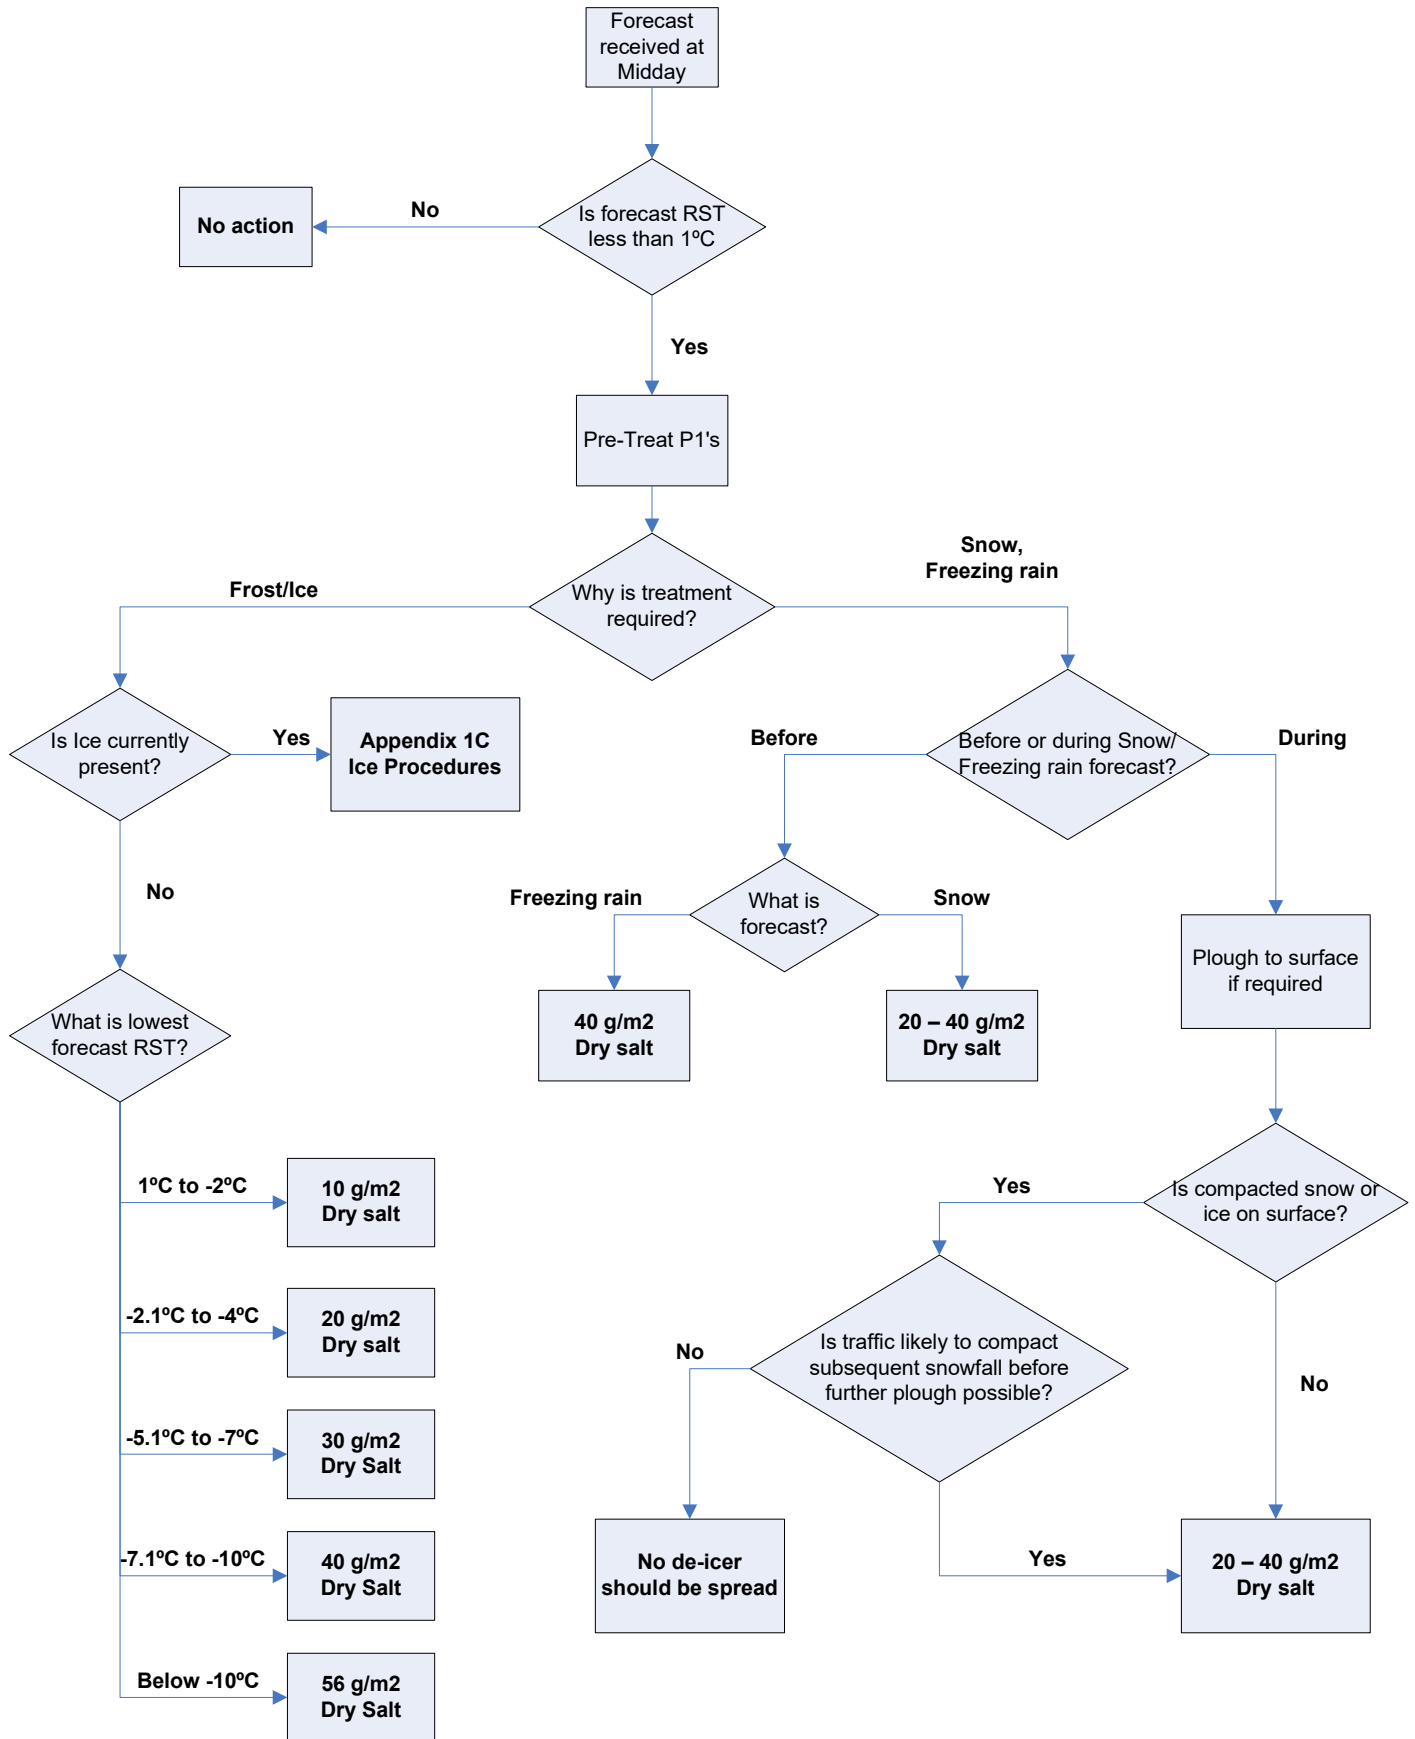 Forecast
received at
Midday
No
Is forecast RST
less than 1ºC
No action
Yes
Pre-Treat P1's
Snow,
Freezing rain
Frost/Ice
Why is treatment
required?
Is Ice currently
present?
Yes
Appendix 1C
Ice Procedures
Before
Before or during Snow/
Freezing rain forecast?
During
No
Freezing rain
What is
forecast?
Snow
Plough to surface
if required
40 g/m2
Dry salt
20 – 40 g/m2
Dry salt
What is lowest
forecast RST?
1ºC to -2ºC
10 g/m2
Dry salt
Yes
Is compacted snow or
ice on surface?
-2.1ºC to -4ºC
20 g/m2
Dry salt
No
Is traffic likely to compact
subsequent snowfall before
further plough possible?
No
-5.1ºC to -7ºC
30 g/m2
Dry Salt
-7.1ºC to -10ºC
40 g/m2
Dry Salt
No de-icer
should be spread
Yes
20 – 40 g/m2
Dry salt
Below -10ºC
56 g/m2
Dry Salt